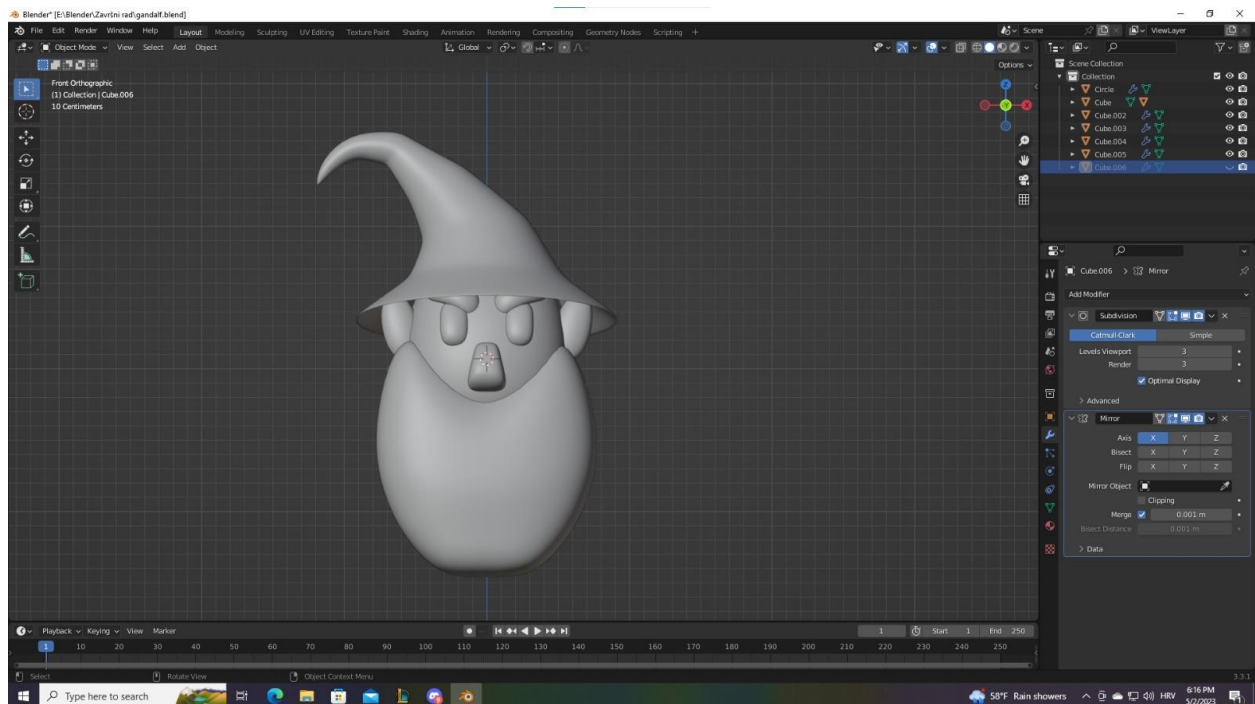 Blender* [E:\Blender\Završni rad\gandalf.blend]
File Edit Render Window Help Layout Modeling Sculpting UV Editing Texture Paint Shading Animation Rendering Compositing Geometry Nodes Scripting + Scene ViewLayer
Object Mode View Select Add Object Global
Options
Front Orthographic
(1) Collection | Cube.006
10 Centimeters
Z
Y
X
Scene Collection
Collection
Circle
Cube
Cube.002
Cube.003
Cube.004
Cube.005
Cube.006
Cube.006 > Mirror
Add Modifier
Subdivision
Catmull-Clark Simple
Levels Viewport 3
Render 3
Optimal Display
Advanced
Mirror
Axis X Y Z
Bisect X Y Z
Flip X Y Z
Mirror Object
Clipping
Merge 0.001 m
Bisect Distance 0.001 m
Data
Playback Keying View Marker 1 Start 1 End 250
1 10 20 30 40 50 60 70 80 90 100 110 120 130 140 150 160 170 180 190 200 210 220 230 240 250
Select Rotate View Object Context Menu 3.3.1
Type here to search 58°F Rain showers HRV 6:16 PM
5/2/2023